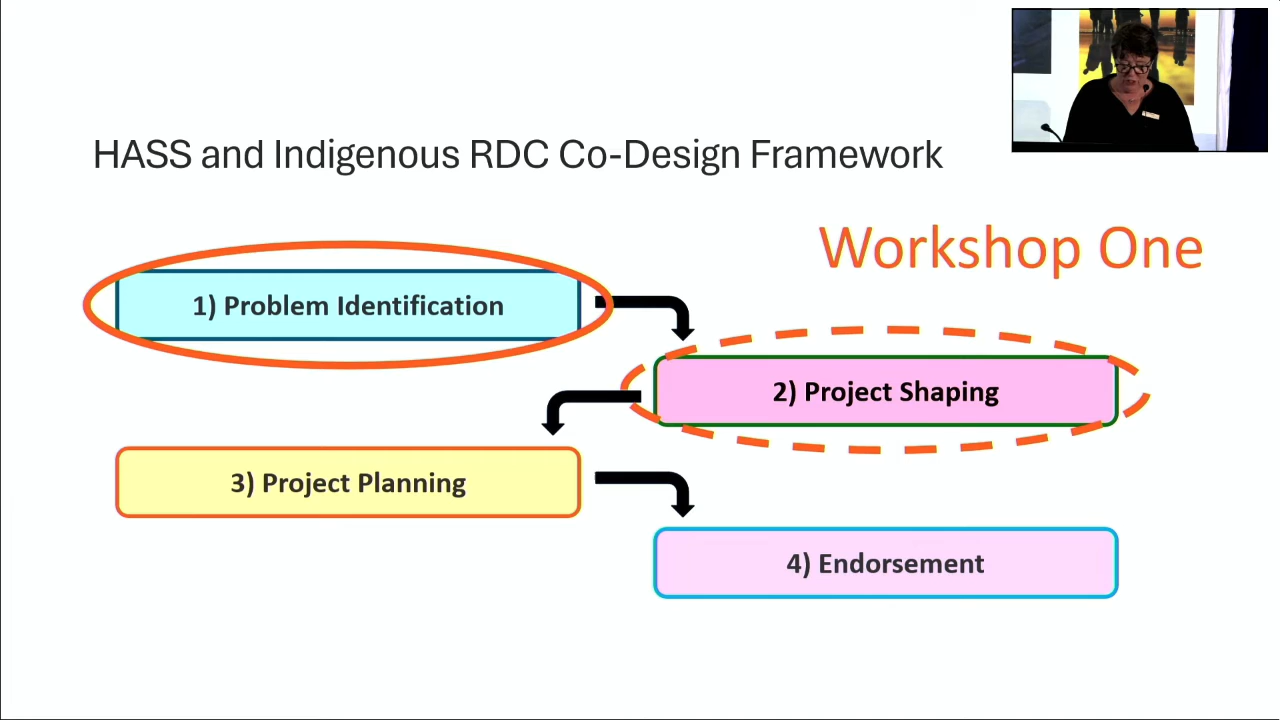 HASS and Indigenous RDC Co-Design Framework
Workshop One
1) Problem Identification
2) Project Shaping
3) Project Planning
4) Endorsement